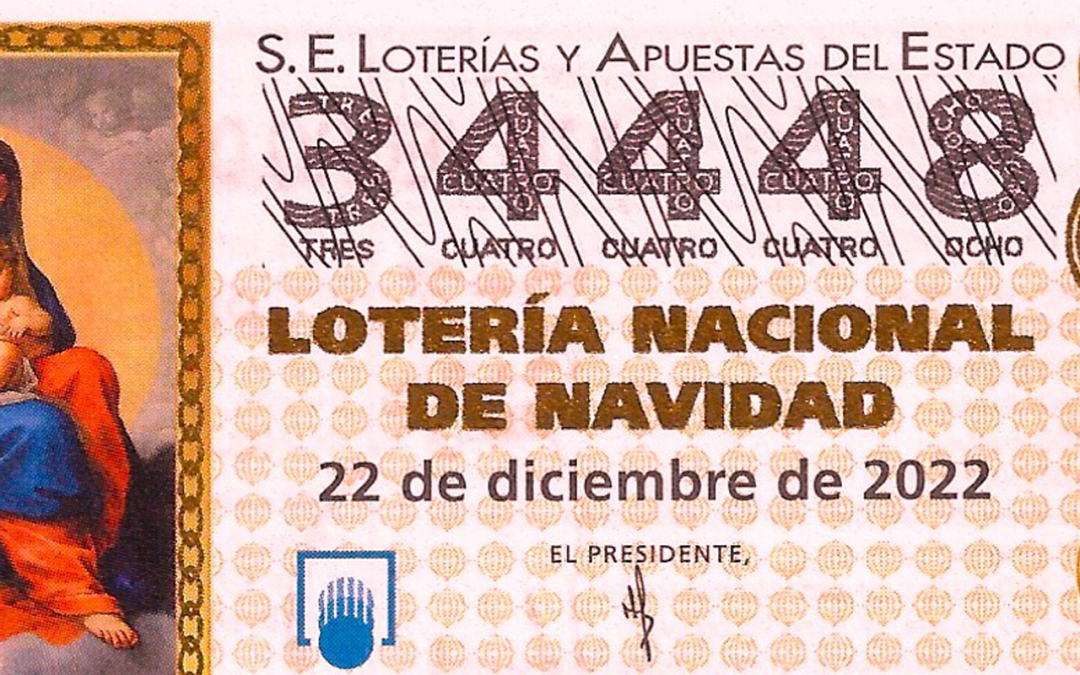 S. E. LOTERÍAS Y APUESTAS DEL ESTADO
34448
TRES CUATRO CUATRO CUATRO OCHO
LOTERÍA NACIONAL
DE NAVIDAD
22 de diciembre de 2022
EL PRESIDENTE,